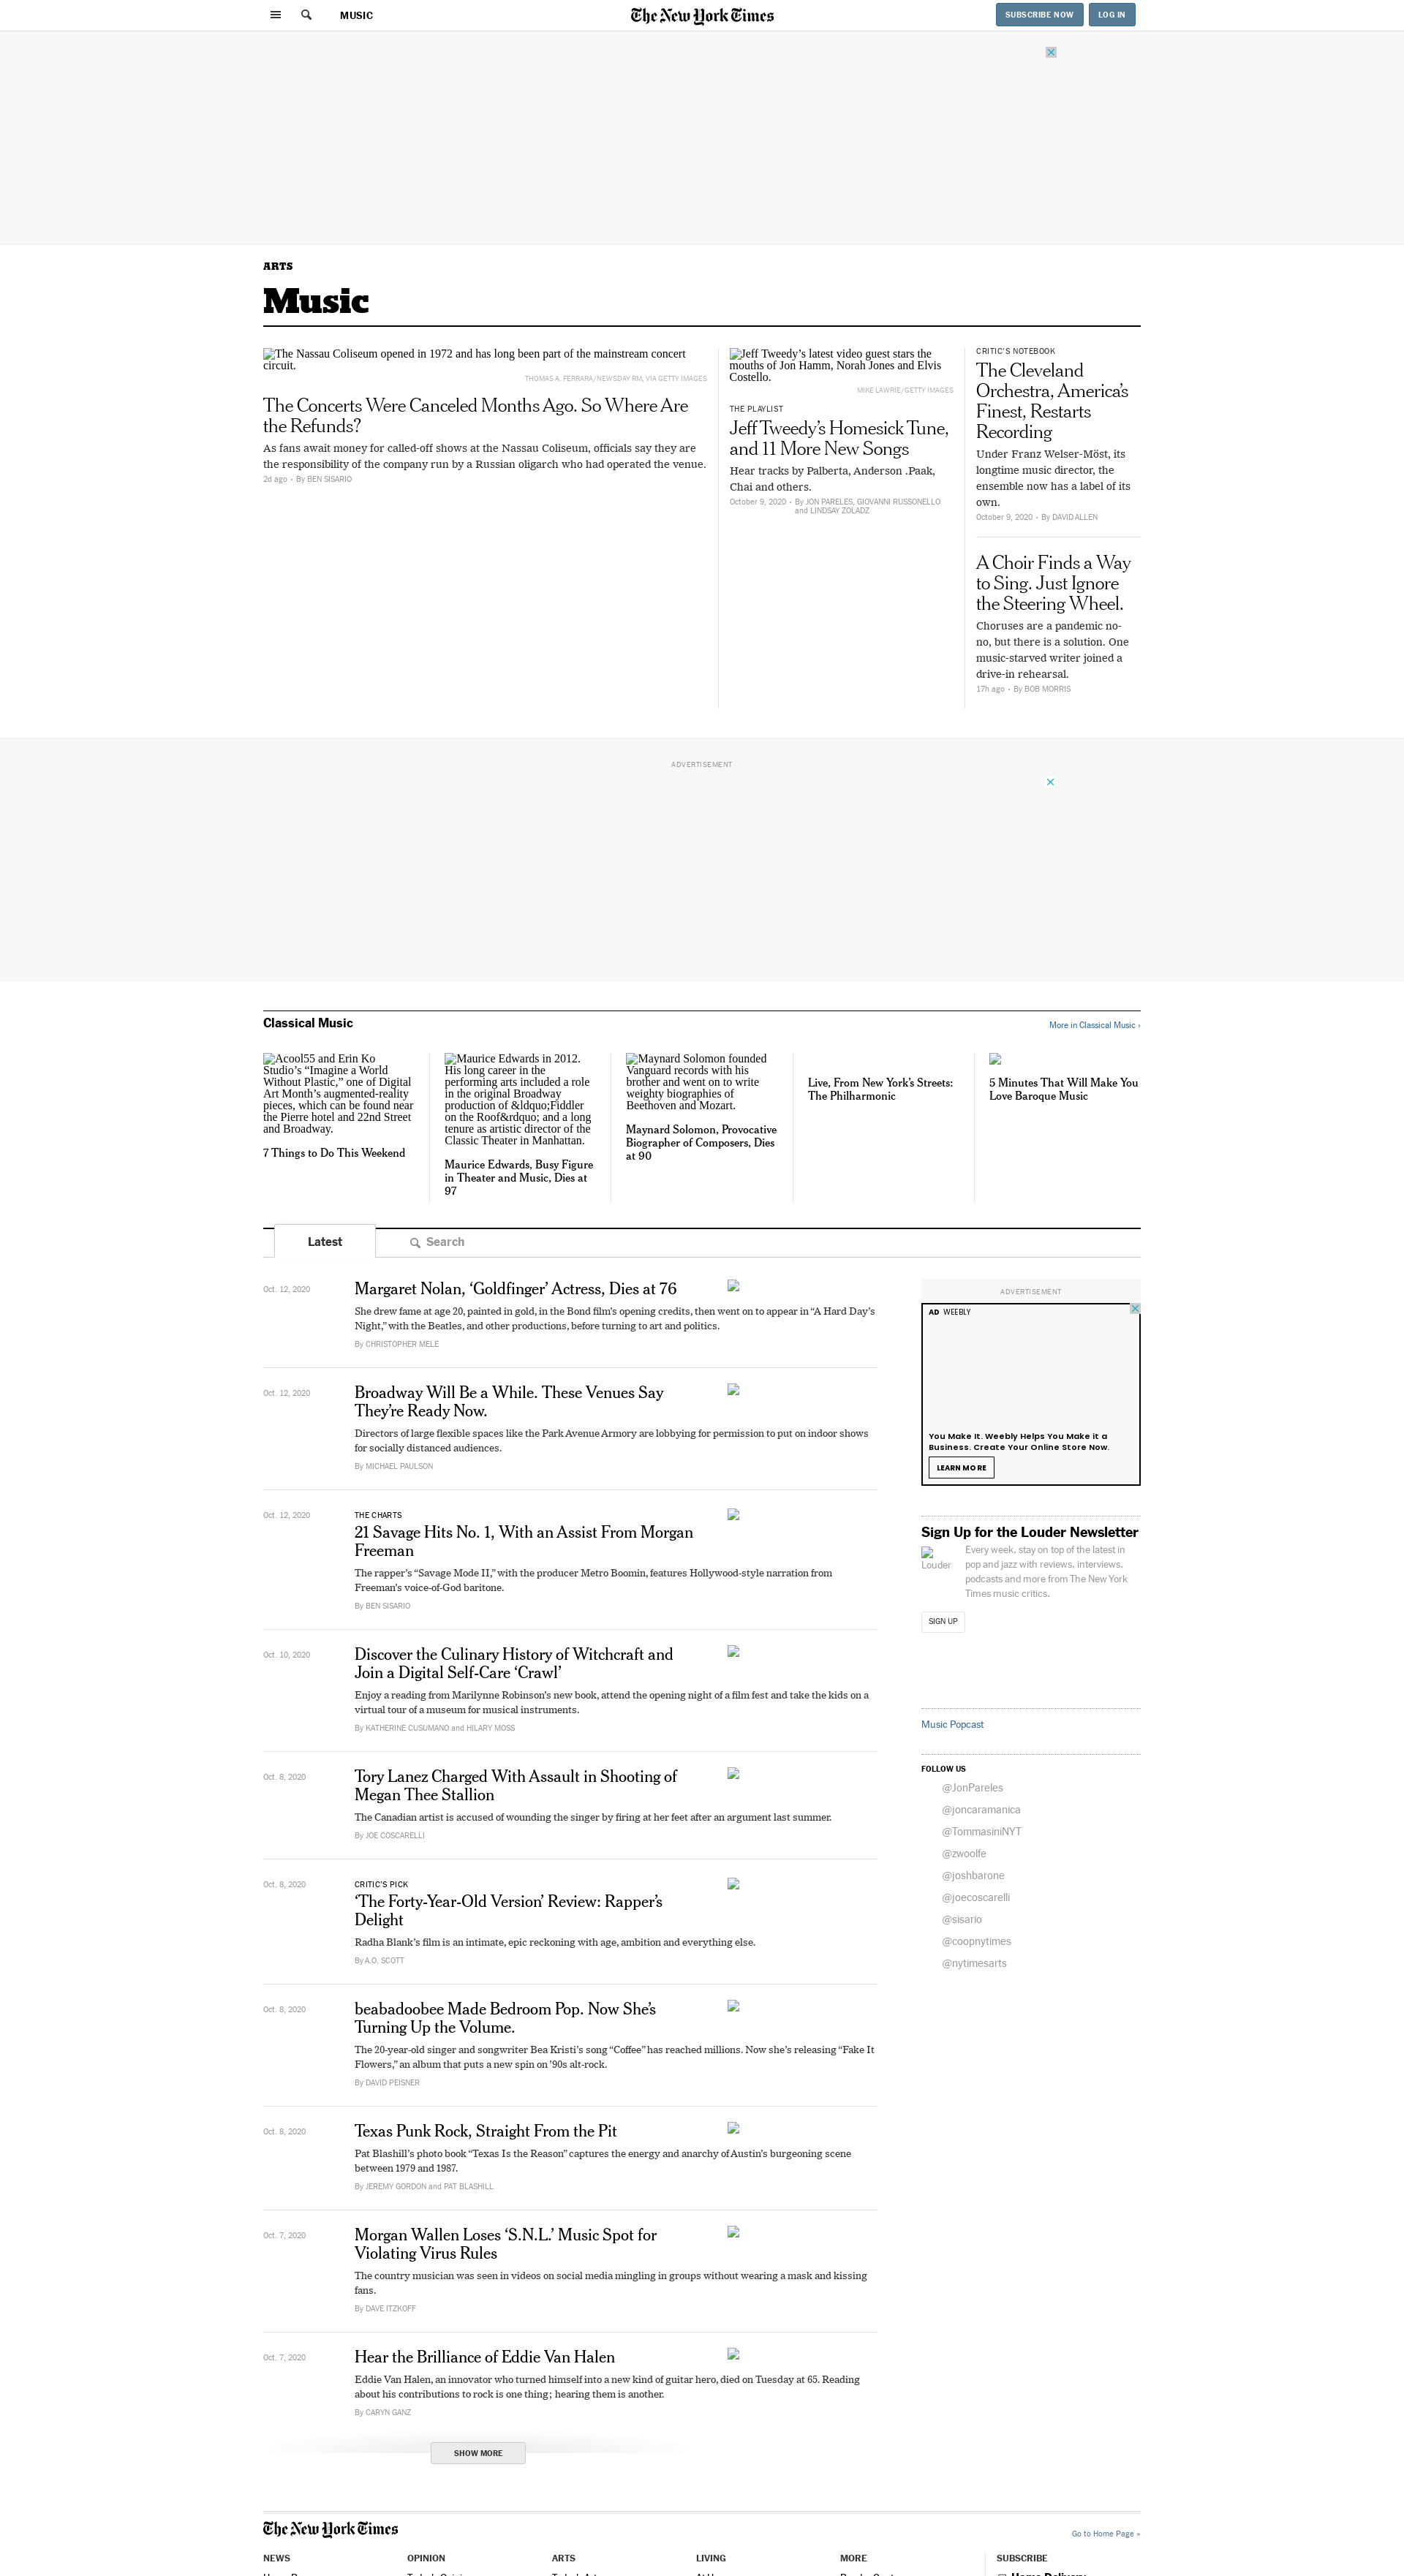 MUSIC
The New York Times
SUBSCRIBE NOW
LOG IN
ARTS
Music
The Nassau Coliseum opened in 1972 and has long been part of the mainstream concert
circuit.
THOMAS A. FERRARA/NEWSDAY RM, VIA GETTY IMAGES
The Concerts Were Canceled Months Ago. So Where Are
the Refunds?
As fans await money for called-off shows at the Nassau Coliseum, officials say they are
the responsibility of the company run by a Russian oligarch who had operated the venue.
2d ago • By BEN SISARIO
Jeff Tweedy’s latest video guest stars the
mouths of Jon Hamm, Norah Jones and Elvis
Costello.
MIKE LAWRIE/GETTY IMAGES
THE PLAYLIST
Jeff Tweedy’s Homesick Tune,
and 11 More New Songs
Hear tracks by Palberta, Anderson .Paak,
Chai and others.
October 9, 2020 • By JON PARELES, GIOVANNI RUSSONELLO
and LINDSAY ZOLADZ
CRITIC’S NOTEBOOK
The Cleveland
Orchestra, America’s
Finest, Restarts
Recording
Under Franz Welser-Möst, its
longtime music director, the
ensemble now has a label of its
own.
October 9, 2020 • By DAVID ALLEN
A Choir Finds a Way
to Sing. Just Ignore
the Steering Wheel.
Choruses are a pandemic no-
no, but there is a solution. One
music-starved writer joined a
drive-in rehearsal.
17h ago • By BOB MORRIS
ADVERTISEMENT
Classical Music
More in Classical Music ›
Acool55 and Erin Ko
Studio’s “Imagine a World
Without Plastic,” one of Digital
Art Month’s augmented-reality
pieces, which can be found near
the Pierre hotel and 22nd Street
and Broadway.
7 Things to Do This Weekend
Maurice Edwards in 2012.
His long career in the
performing arts included a role
in the original Broadway
production of &ldquo;Fiddler
on the Roof&rdquo; and a long
tenure as artistic director of the
Classic Theater in Manhattan.
Maurice Edwards, Busy Figure
in Theater and Music, Dies at
97
Maynard Solomon founded
Vanguard records with his
brother and went on to write
weighty biographies of
Beethoven and Mozart.
Maynard Solomon, Provocative
Biographer of Composers, Dies
at 90
Live, From New York’s Streets:
The Philharmonic
5 Minutes That Will Make You
Love Baroque Music
Latest
Search
Oct. 12, 2020
Margaret Nolan, ‘Goldfinger’ Actress, Dies at 76
She drew fame at age 20, painted in gold, in the Bond film’s opening credits, then went on to appear in “A Hard Day’s
Night,” with the Beatles, and other productions, before turning to art and politics.
By CHRISTOPHER MELE
Oct. 12, 2020
Broadway Will Be a While. These Venues Say
They’re Ready Now.
Directors of large flexible spaces like the Park Avenue Armory are lobbying for permission to put on indoor shows
for socially distanced audiences.
By MICHAEL PAULSON
Oct. 12, 2020
THE CHARTS
21 Savage Hits No. 1, With an Assist From Morgan
Freeman
The rapper’s “Savage Mode II,” with the producer Metro Boomin, features Hollywood-style narration from
Freeman’s voice-of-God baritone.
By BEN SISARIO
Oct. 10, 2020
Discover the Culinary History of Witchcraft and
Join a Digital Self-Care ‘Crawl’
Enjoy a reading from Marilynne Robinson’s new book, attend the opening night of a film fest and take the kids on a
virtual tour of a museum for musical instruments.
By KATHERINE CUSUMANO and HILARY MOSS
Oct. 8, 2020
Tory Lanez Charged With Assault in Shooting of
Megan Thee Stallion
The Canadian artist is accused of wounding the singer by firing at her feet after an argument last summer.
By JOE COSCARELLI
Oct. 8, 2020
CRITIC’S PICK
‘The Forty-Year-Old Version’ Review: Rapper’s
Delight
Radha Blank’s film is an intimate, epic reckoning with age, ambition and everything else.
By A.O. SCOTT
Oct. 8, 2020
beabadoobee Made Bedroom Pop. Now She’s
Turning Up the Volume.
The 20-year-old singer and songwriter Bea Kristi’s song “Coffee” has reached millions. Now she’s releasing “Fake It
Flowers,” an album that puts a new spin on ’90s alt-rock.
By DAVID PEISNER
Oct. 8, 2020
Texas Punk Rock, Straight From the Pit
Pat Blashill’s photo book “Texas Is the Reason” captures the energy and anarchy of Austin’s burgeoning scene
between 1979 and 1987.
By JEREMY GORDON and PAT BLASHILL
Oct. 7, 2020
Morgan Wallen Loses ‘S.N.L.’ Music Spot for
Violating Virus Rules
The country musician was seen in videos on social media mingling in groups without wearing a mask and kissing
fans.
By DAVE ITZKOFF
Oct. 7, 2020
Hear the Brilliance of Eddie Van Halen
Eddie Van Halen, an innovator who turned himself into a new kind of guitar hero, died on Tuesday at 65. Reading
about his contributions to rock is one thing; hearing them is another.
By CARYN GANZ
SHOW MORE
ADVERTISEMENT
AD WEEBLY
You Make It. Weebly Helps You Make it a
Business. Create Your Online Store Now.
LEARN MORE
Sign Up for the Louder Newsletter
Louder
Every week, stay on top of the latest in
pop and jazz with reviews, interviews,
podcasts and more from The New York
Times music critics.
SIGN UP
Music Popcast
FOLLOW US
@JonPareles
@joncaramanica
@TommasiniNYT
@zwoolfe
@joshbarone
@joecoscarelli
@sisario
@coopnytimes
@nytimesarts
The New York Times
Go to Home Page »
NEWS
OPINION
ARTS
LIVING
MORE
SUBSCRIBE